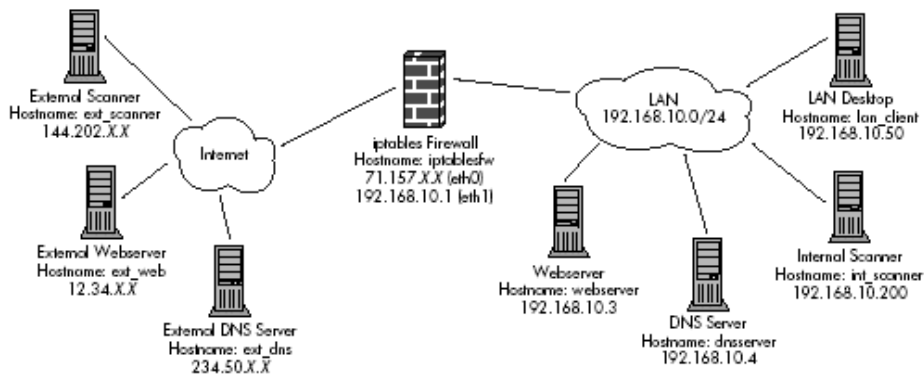 External Scanner
Hostname: ext_scanner
144.202.X.X
Internet
External Webserver
Hostname: ext_web
12.34.X.X
External DNS Server
Hostname: ext_dns
234.50.X.X
iptables Firewall
Hostname: iptablesfw
71.157.X.X (eth0)
192.168.10.1 (eth1)
LAN
192.168.10.0/24
LAN Desktop
Hostname: lan_client
192.168.10.50
Webserver
Hostname: webserver
192.168.10.3
DNS Server
Hostname: dnsserver
192.168.10.4
Internal Scanner
Hostname: int_scanner
192.168.10.200